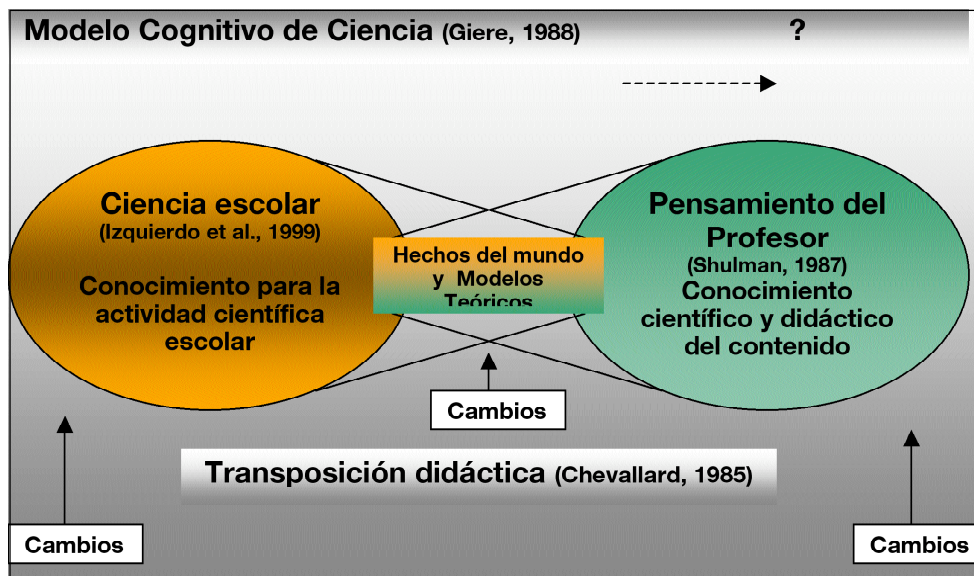 Modelo Cognitivo de Ciencia (Giere, 1988) ?
Ciencia escolar
(Izquierdo et al., 1999)
Conocimiento para la
actividad científica
escolar
Hechos del mundo
y Modelos
Teóricos
Pensamiento del
Profesor
(Shulman, 1987)
Conocimiento
científico y didáctico
del contenido
Cambios
Transposición didáctica (Chevallard, 1985)
Cambios
Cambios